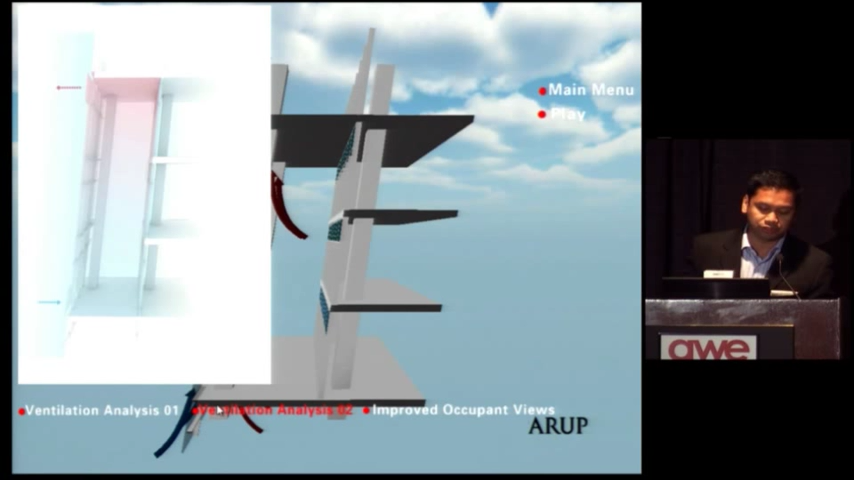 Main Menu
Play
Ventilation Analysis 01
Ventilation Analysis 02
Improved Occupant Views
ARUP
awe